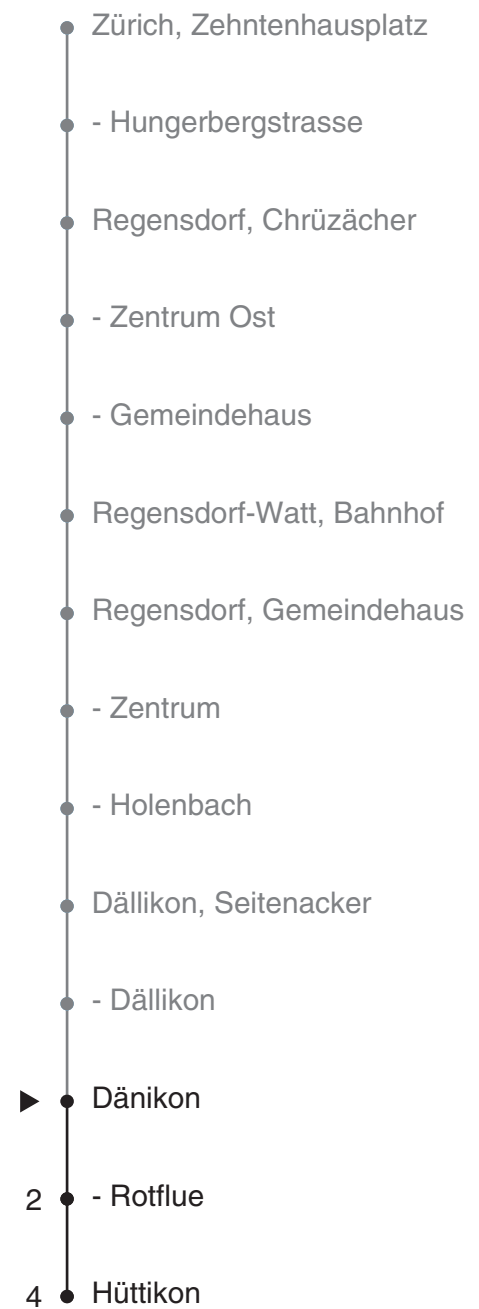 Zürich, Zehntenhausplatz
- Hungerbergstrasse
Regensdorf, Chrüzächer
- Zentrum Ost
- Gemeindehaus
Regensdorf-Watt, Bahnhof
Regensdorf, Gemeindehaus
- Zentrum
- Holenbach
Dällikon, Seitenacker
- Dällikon
Dänikon
2 - Rotflue
4 Hüttikon